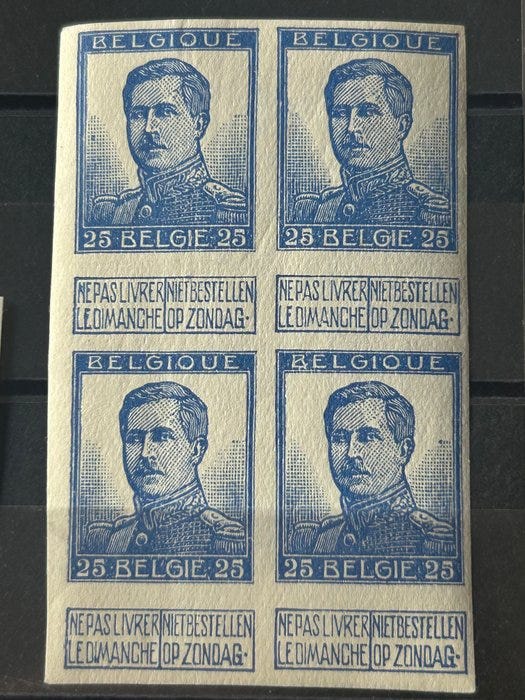 BELGIQUE BELGIQUE
25 BELGIE 25 25 BELGIE 25
NE PAS LIVRER NIET BESTELLEN NE PAS LIVRER NIET BESTELLEN
LE DIMANCHE OP ZONDAG. LE DIMANCHE OP ZONDAG.
BELGIQUE BELGIQUE
25 BELGIE 25 25 BELGIE 25
NE PAS LIVRER NIET BESTELLEN NE PAS LIVRER NIET BESTELLEN
LE DIMANCHE OP ZONDAG. LE DIMANCHE OP ZONDAG.